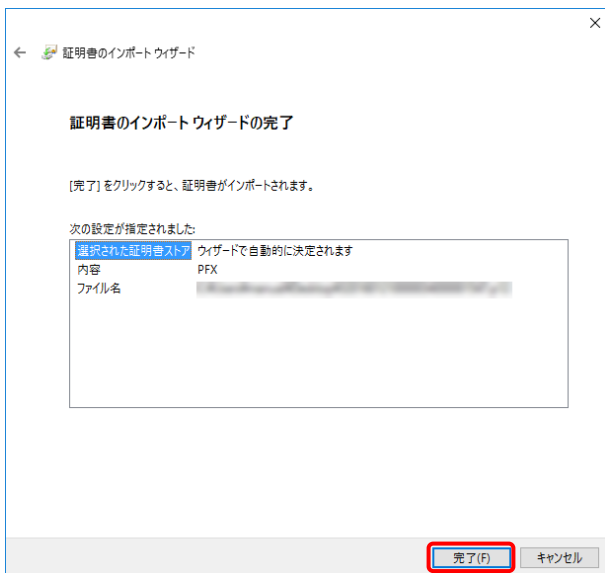 証明書のインポート ウィザード
証明書のインポート ウィザードの完了
[完了] をクリックすると、証明書がインポートされます。
次の設定が指定されました:
選択された証明書ストア ウィザードで自動的に決定されます
内容 PFX
ファイル名
完了(F) キャンセル